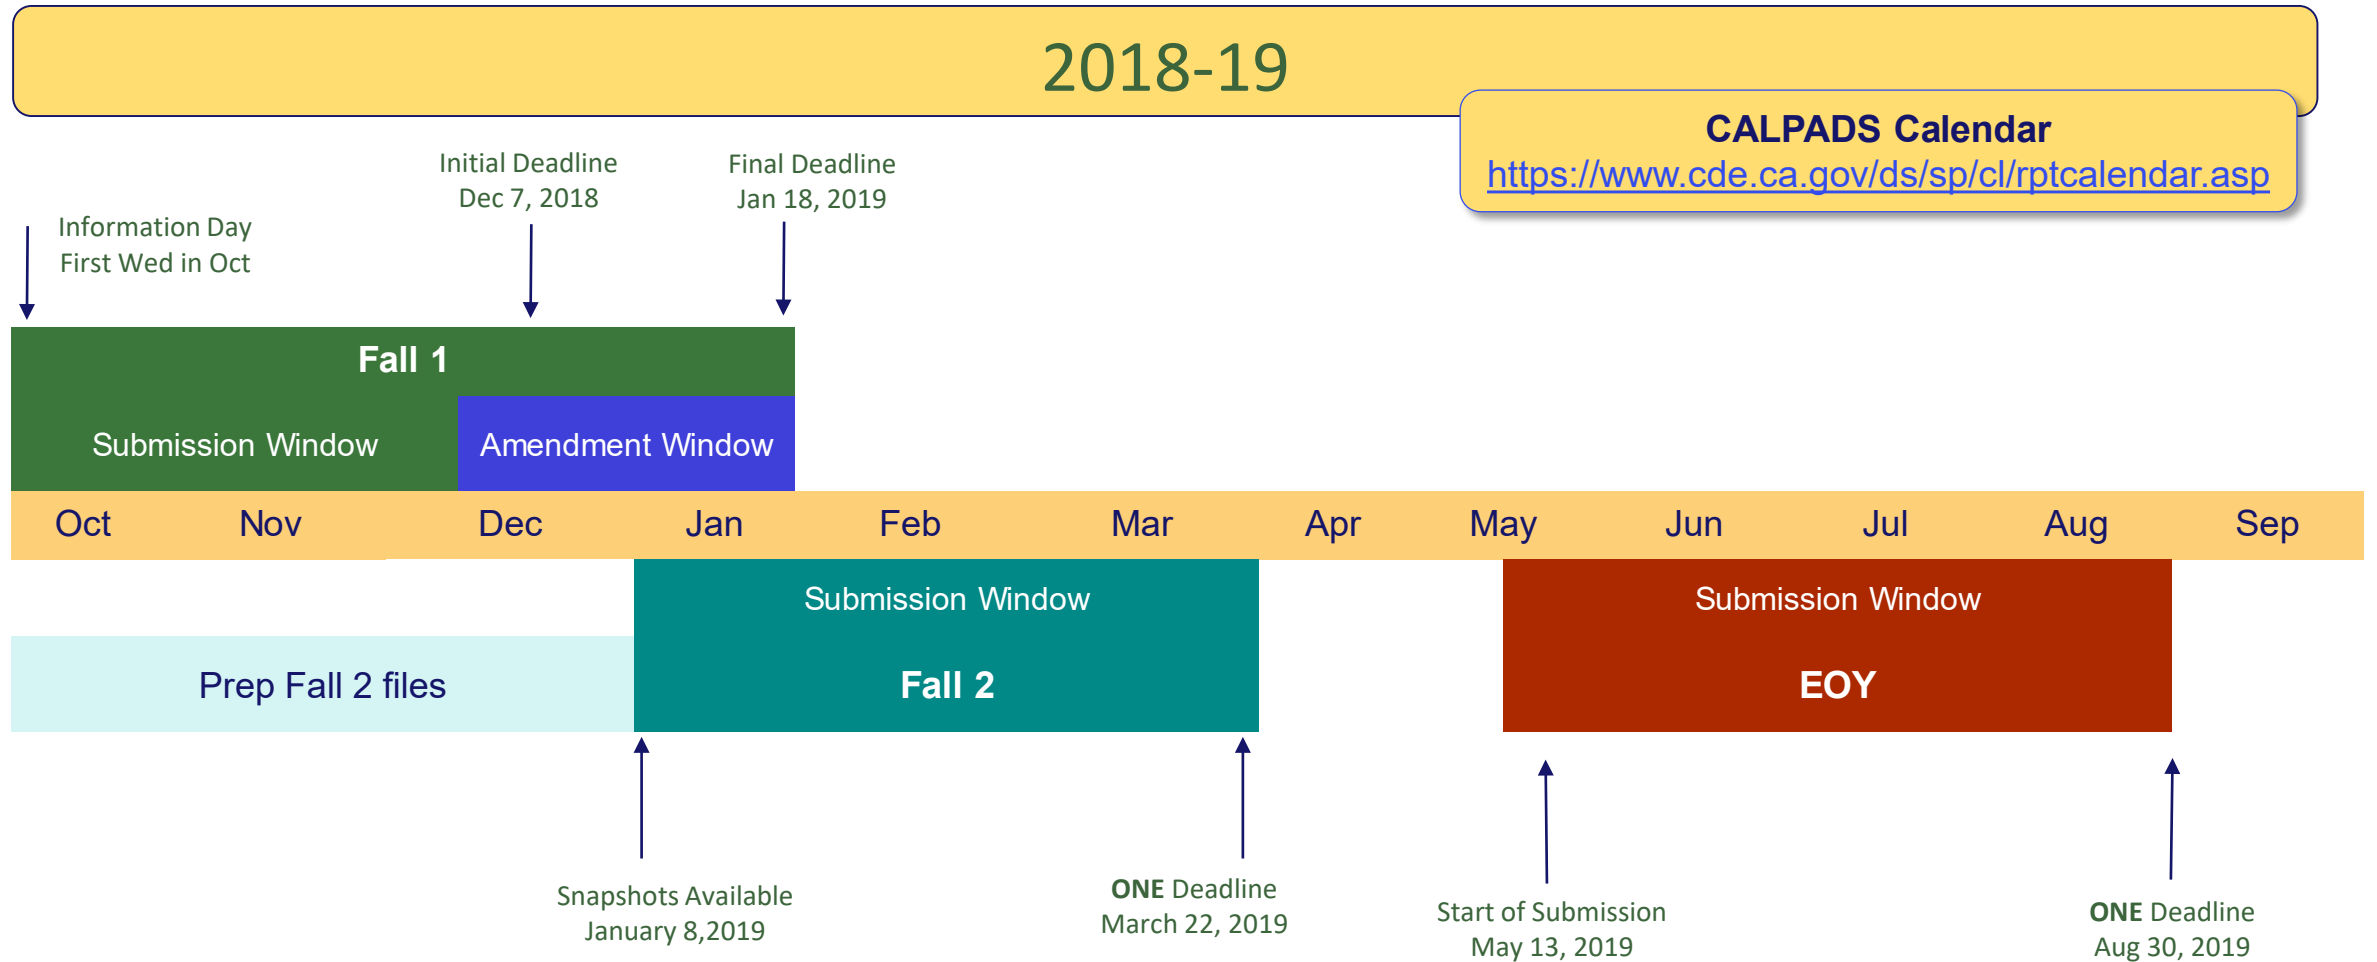 2018-19
CALPADS Calendar
https://www.cde.ca.gov/ds/sp/cl/rptcalendar.asp
Information Day
First Wed in Oct
Initial Deadline
Dec 7, 2018
Final Deadline
Jan 18, 2019
Fall 1
Submission Window
Amendment Window
Oct Nov Dec Jan Feb Mar Apr May Jun Jul Aug Sep
Prep Fall 2 files
Submission Window
Fall 2
Submission Window
EOY
Snapshots Available
January 8,2019
ONE Deadline
March 22, 2019
Start of Submission
May 13, 2019
ONE Deadline
Aug 30, 2019